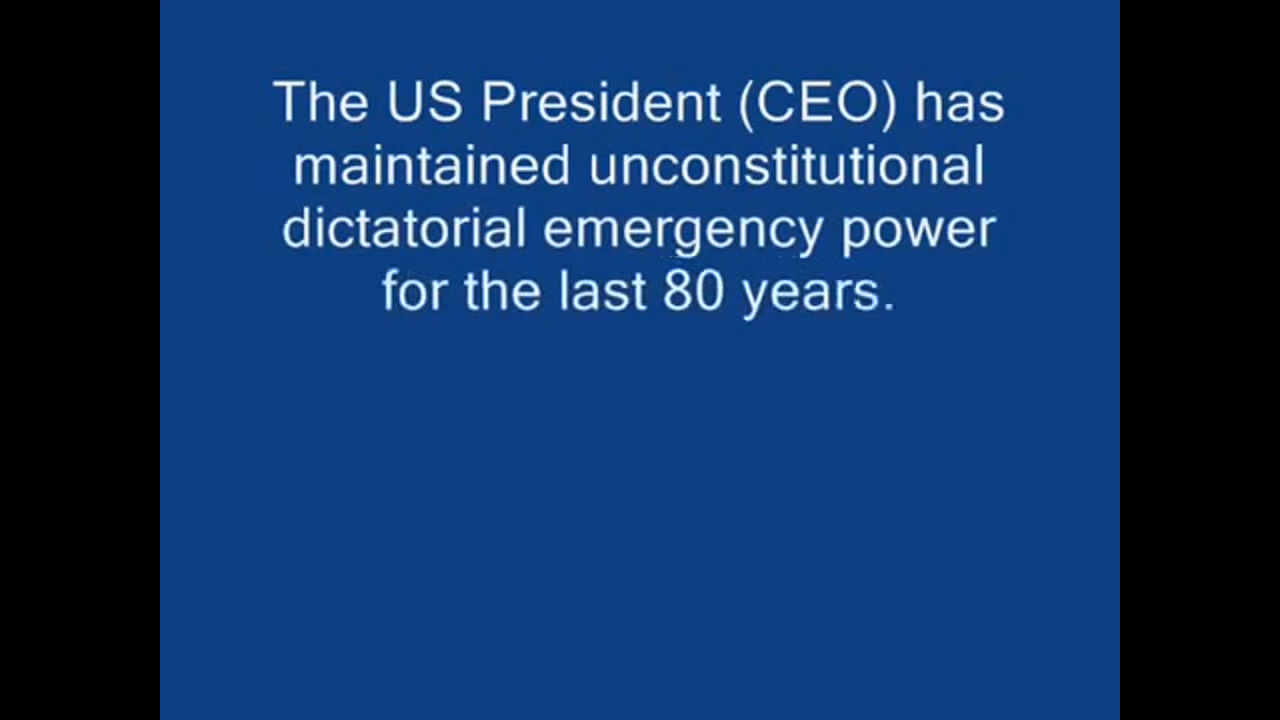 The US President (CEO) has
maintained unconstitutional
dictatorial emergency power
for the last 80 years.